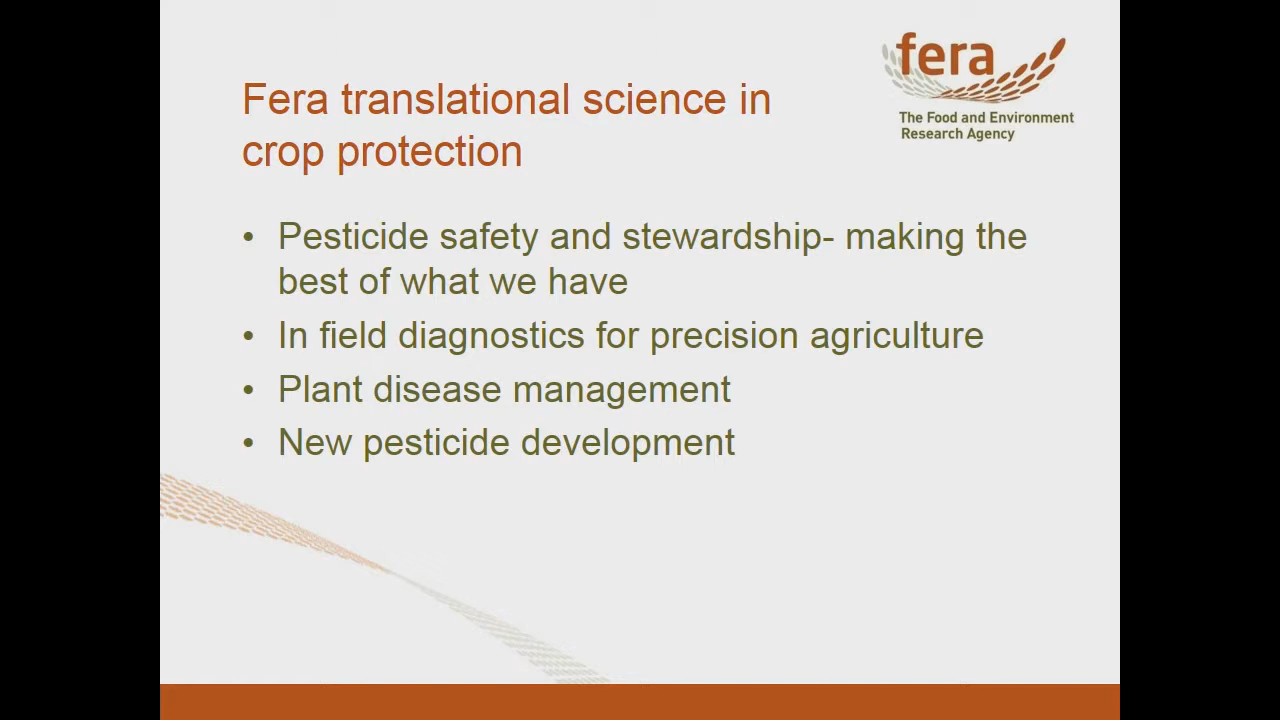 fera
The Food and Environment
Research Agency
Fera translational science in
crop protection
• Pesticide safety and stewardship- making the
best of what we have
• In field diagnostics for precision agriculture
• Plant disease management
• New pesticide development